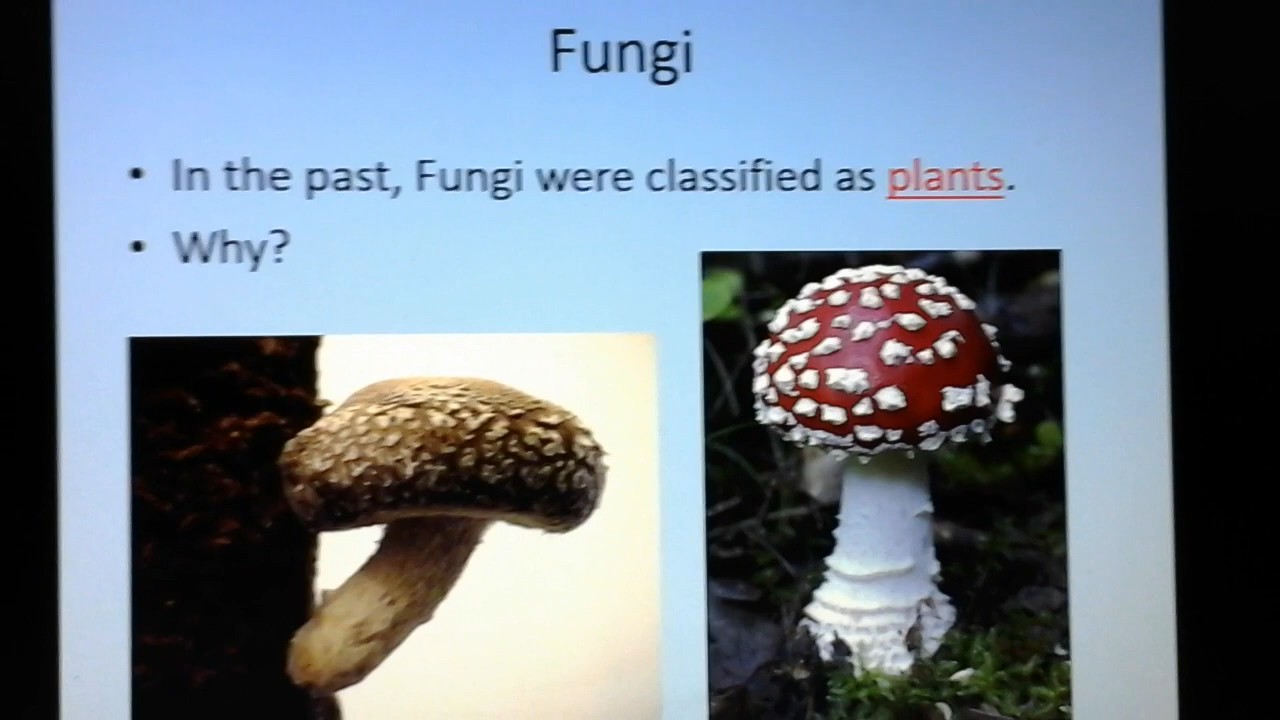 Fungi
• In the past, Fungi were classified as plants.
• Why?